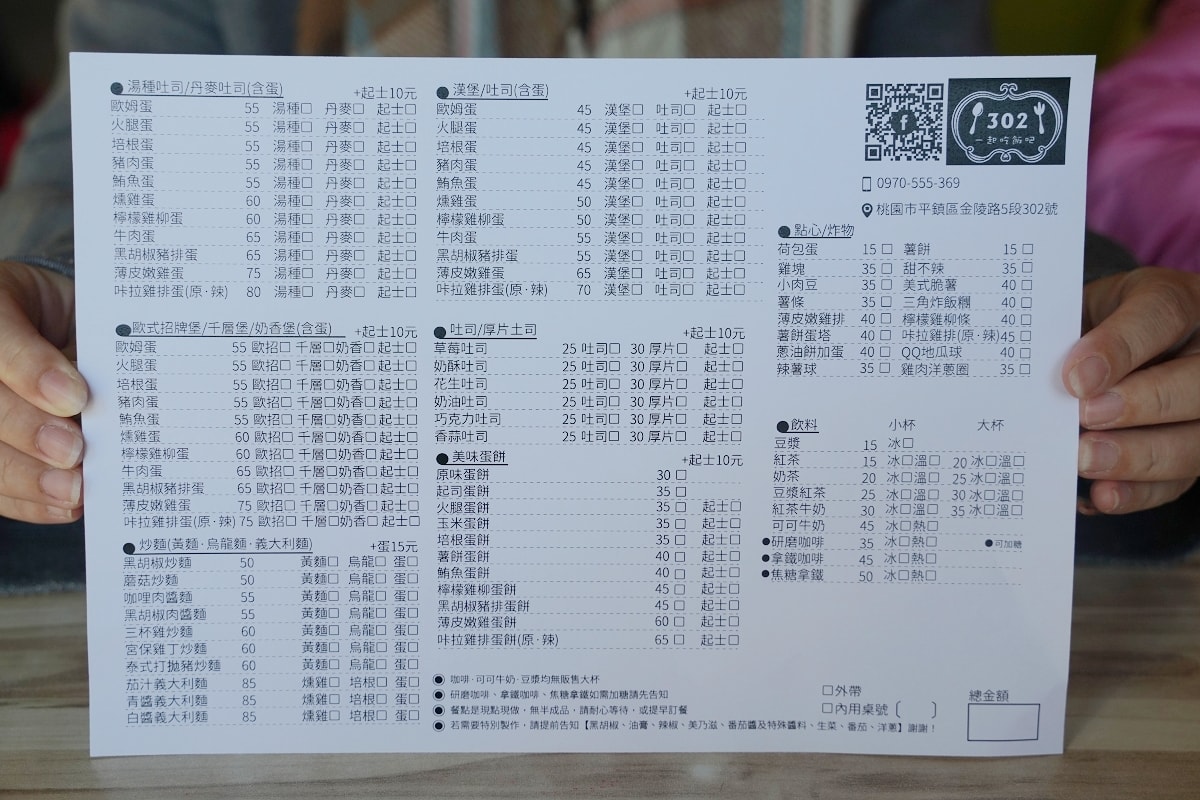 ●湯種吐司/丹麥吐司(含蛋) +起士10元
歐姆蛋 55 湯種□ 丹麥□ 起士□
火腿蛋 55 湯種□ 丹麥□ 起士□
培根蛋 55 湯種□ 丹麥□ 起士□
豬肉蛋 55 湯種□ 丹麥□ 起士□
鮪魚蛋 55 湯種□ 丹麥□ 起士□
燻雞蛋 60 湯種□ 丹麥□ 起士□
檸檬雞柳蛋 60 湯種□ 丹麥□ 起士□
牛肉蛋 65 湯種□ 丹麥□ 起士□
黑胡椒豬排蛋 65 湯種□ 丹麥□ 起士□
薄皮嫩雞蛋 75 湯種□ 丹麥□ 起士□
咔拉雞排蛋(原·辣) 80 湯種□ 丹麥□ 起士□
●歐式招牌堡/千層堡/奶香堡(含蛋) +起士10元
歐姆蛋 55 歐招□ 千層□奶香□ 起士□
火腿蛋 55 歐招□ 千層□奶香□ 起士□
培根蛋 55 歐招□ 千層□奶香□ 起士□
豬肉蛋 55 歐招□ 千層□奶香□ 起士□
鮪魚蛋 55 歐招□ 千層□奶香□ 起士□
燻雞蛋 60 歐招□ 千層□奶香□ 起士□
檸檬雞柳蛋 60 歐招□ 千層□奶香□ 起士□
牛肉蛋 65 歐招□ 千層□奶香□ 起士□
黑胡椒豬排蛋 65 歐招□ 千層□奶香□ 起士□
薄皮嫩雞蛋 75 歐招□ 千層□奶香□ 起士□
咔拉雞排蛋(原·辣) 75 歐招□ 千層□奶香□ 起士□
●炒麵(黃麵·烏龍麵·義大利麵) +蛋15元
黑胡椒炒麵 50 黃麵□ 烏龍□ 蛋□
蘑菇炒麵 50 黃麵□ 烏龍□ 蛋□
咖哩肉醬麵 55 黃麵□ 烏龍□ 蛋□
黑胡椒肉醬麵 55 黃麵□ 烏龍□ 蛋□
三杯雞炒麵 60 黃麵□ 烏龍□ 蛋□
宮保雞丁炒麵 60 黃麵□ 烏龍□ 蛋□
泰式打拋豬炒麵 60 黃麵□ 烏龍□ 蛋□
茄汁義大利麵 85 燻雞□ 培根□ 蛋□
青醬義大利麵 85 燻雞□ 培根□ 蛋□
白醬義大利麵 85 燻雞□ 培根□ 蛋□
●漢堡/吐司(含蛋) +起士10元
歐姆蛋 45 漢堡□ 吐司□ 起士□
火腿蛋 45 漢堡□ 吐司□ 起士□
培根蛋 45 漢堡□ 吐司□ 起士□
豬肉蛋 45 漢堡□ 吐司□ 起士□
鮪魚蛋 45 漢堡□ 吐司□ 起士□
燻雞蛋 50 漢堡□ 吐司□ 起士□
檸檬雞柳蛋 50 漢堡□ 吐司□ 起士□
牛肉蛋 55 漢堡□ 吐司□ 起士□
黑胡椒豬排蛋 55 漢堡□ 吐司□ 起士□
薄皮嫩雞蛋 65 漢堡□ 吐司□ 起士□
咔拉雞排蛋(原·辣) 70 漢堡□ 吐司□ 起士□
●吐司/厚片土司 +起士10元
草莓吐司 25 吐司□ 30 厚片□ 起士□
奶酥吐司 25 吐司□ 30 厚片□ 起士□
花生吐司 25 吐司□ 30 厚片□ 起士□
奶油吐司 25 吐司□ 30 厚片□ 起士□
巧克力吐司 25 吐司□ 30 厚片□ 起士□
香蒜吐司 25 吐司□ 30 厚片□ 起士□
●美味蛋餅 +起士10元
原味蛋餅 30 □
起司蛋餅 35 □
火腿蛋餅 35 □ 起士□
玉米蛋餅 35 □ 起士□
培根蛋餅 35 □ 起士□
薯餅蛋餅 40 □ 起士□
鮪魚蛋餅 40 □ 起士□
檸檬雞柳蛋餅 45 □ 起士□
黑胡椒豬排蛋餅 45 □ 起士□
薄皮嫩雞蛋餅 60 □ 起士□
咔拉雞排蛋餅(原·辣) 65 □ 起士□
●咖啡·可可牛奶·豆漿均無販售大杯
●研磨咖啡、拿鐵咖啡、焦糖拿鐵如需加糖請先告知
●餐點是現點現做，無半成品，請耐心等待，或提早訂餐
●若需要特別製作，請提前告知【黑胡椒、油膏、辣椒、美乃滋、番茄醬及特殊醬料、生菜、番茄、洋蔥】謝謝！
302
一起吃飯吧
0970-555-369
桃園市平鎮區金陵路5段302號
●點心/炸物
荷包蛋 15 □ 薯餅 15 □
雞塊 35 □ 甜不辣 35 □
小肉豆 35 □ 美式脆薯 40 □
薯條 35 □ 三角炸飯糰 40 □
薄皮嫩雞排 40 □ 檸檬雞柳條 40 □
薯餅蛋塔 40 □ 咔拉雞排(原·辣)45 □
蔥油餅加蛋 40 □ QQ地瓜球 40 □
辣薯球 35 □ 雞肉洋蔥圈 35 □
●飲料 小杯 大杯
豆漿 15 冰□
紅茶 15 冰□溫□ 20 冰□溫□
奶茶 20 冰□溫□ 25 冰□溫□
豆漿紅茶 25 冰□溫□ 30 冰□溫□
紅茶牛奶 30 冰□溫□ 35 冰□溫□
可可牛奶 45 冰□熱□
●研磨咖啡 35 冰□熱□ ●可加糖
●拿鐵咖啡 45 冰□熱□
●焦糖拿鐵 50 冰□熱□
□外帶 總金額
□內用桌號〔 〕